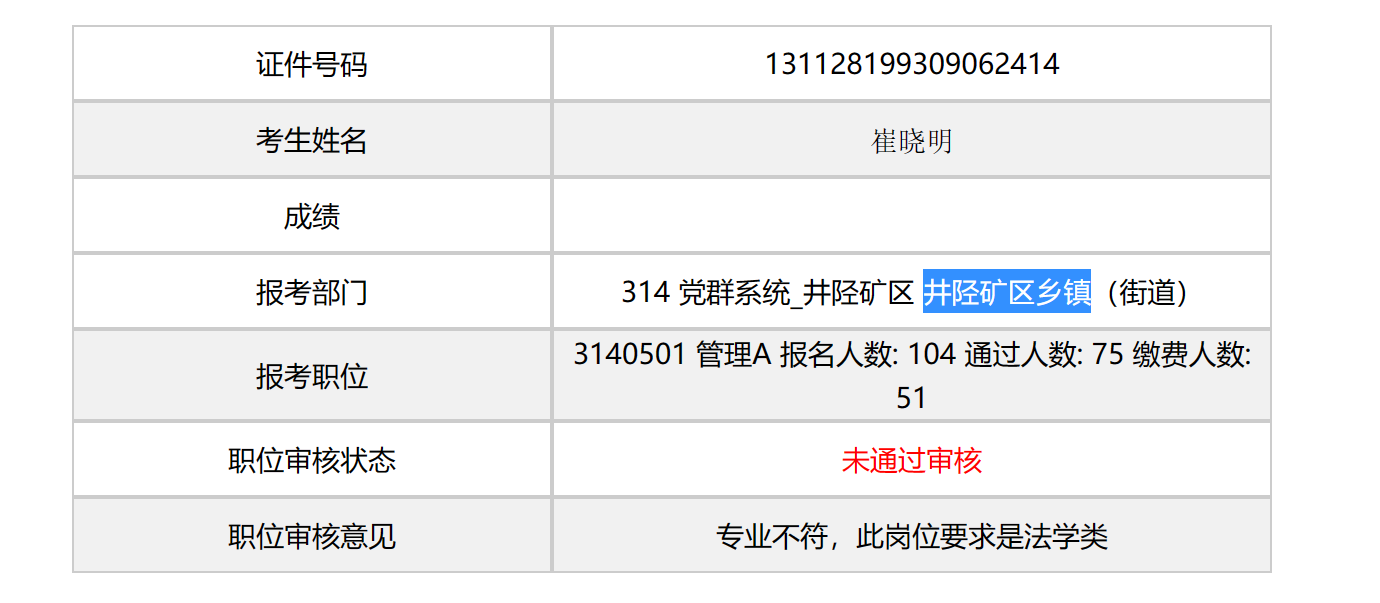 证件号码 131128199309062414
考生姓名 崔晓明
成绩
报考部门 314 党群系统_井陉矿区 井陉矿区乡镇（街道）
报考职位 3140501 管理A 报名人数: 104 通过人数: 75 缴费人数:
51
职位审核状态 未通过审核
职位审核意见 专业不符，此岗位要求是法学类